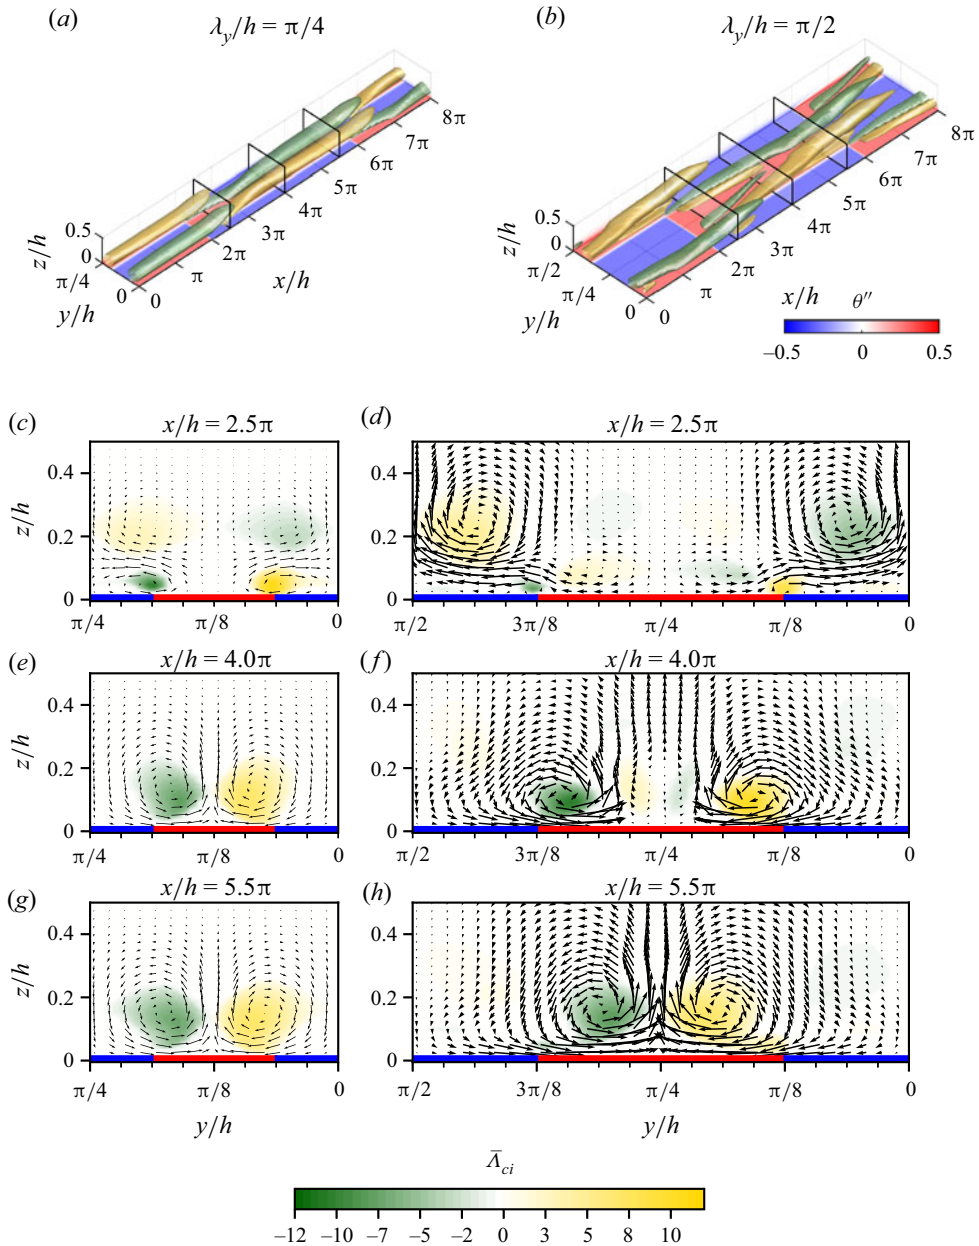 (a)
λy/h = π/4
(b)
λy/h = π/2
z/h
0.5
0
π/4
0
y/h
0
π
2π
3π
4π
5π
6π
7π
8π
x/h
z/h
0.5
0
π/2
π/4
0
y/h
0
π
2π
3π
4π
5π
6π
7π
8π
x/h
θ″
–0.5
0
0.5
(c)
x/h = 2.5π
(d)
x/h = 2.5π
z/h
0.4
0.2
0
π/4
π/8
0
π/2
3π/8
π/4
π/8
0
(e)
x/h = 4.0π
(f)
x/h = 4.0π
z/h
0.4
0.2
0
π/4
π/8
0
π/2
3π/8
π/4
π/8
0
(g)
x/h = 5.5π
(h)
x/h = 5.5π
z/h
0.4
0.2
0
π/4
π/8
0
π/2
3π/8
π/4
π/8
0
y/h
y/h
Λ̄ci
–12 –10 –7 –5 –2 0 3 5 8 10